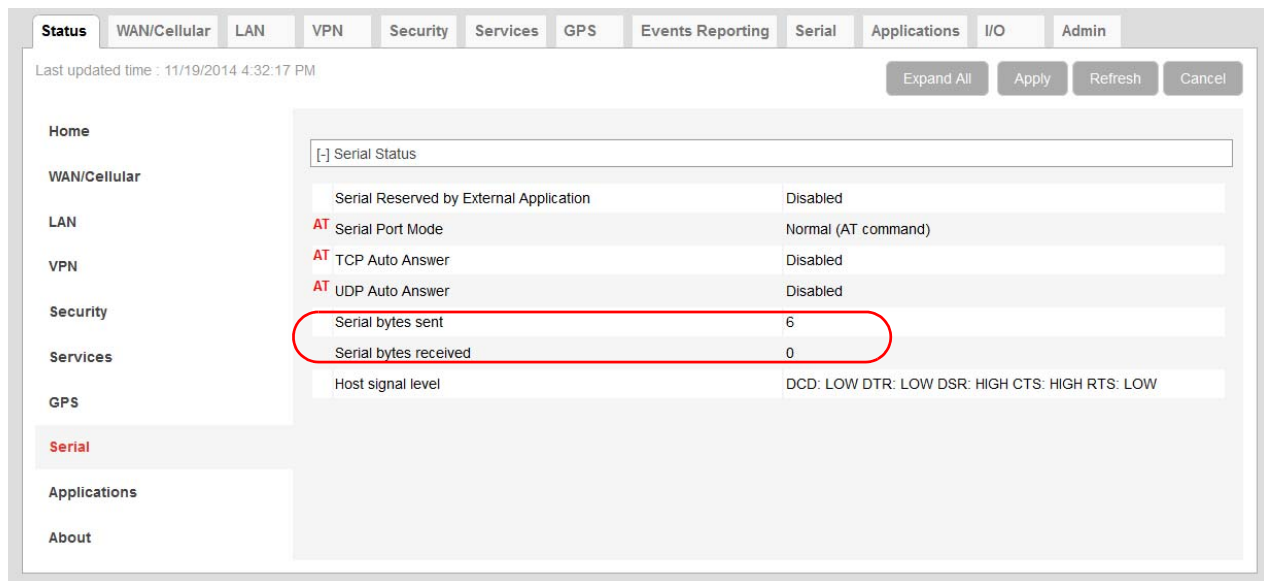 Status WAN/Cellular LAN VPN Security Services GPS Events Reporting Serial Applications I/O Admin
Last updated time : 11/19/2014 4:32:17 PM
Expand All Apply Refresh Cancel
Home
WAN/Cellular
LAN
VPN
Security
Services
GPS
Serial
Applications
About
[-] Serial Status
Serial Reserved by External Application Disabled
AT Serial Port Mode Normal (AT command)
AT TCP Auto Answer Disabled
AT UDP Auto Answer Disabled
Serial bytes sent 6
Serial bytes received 0
Host signal level DCD: LOW DTR: LOW DSR: HIGH CTS: HIGH RTS: LOW